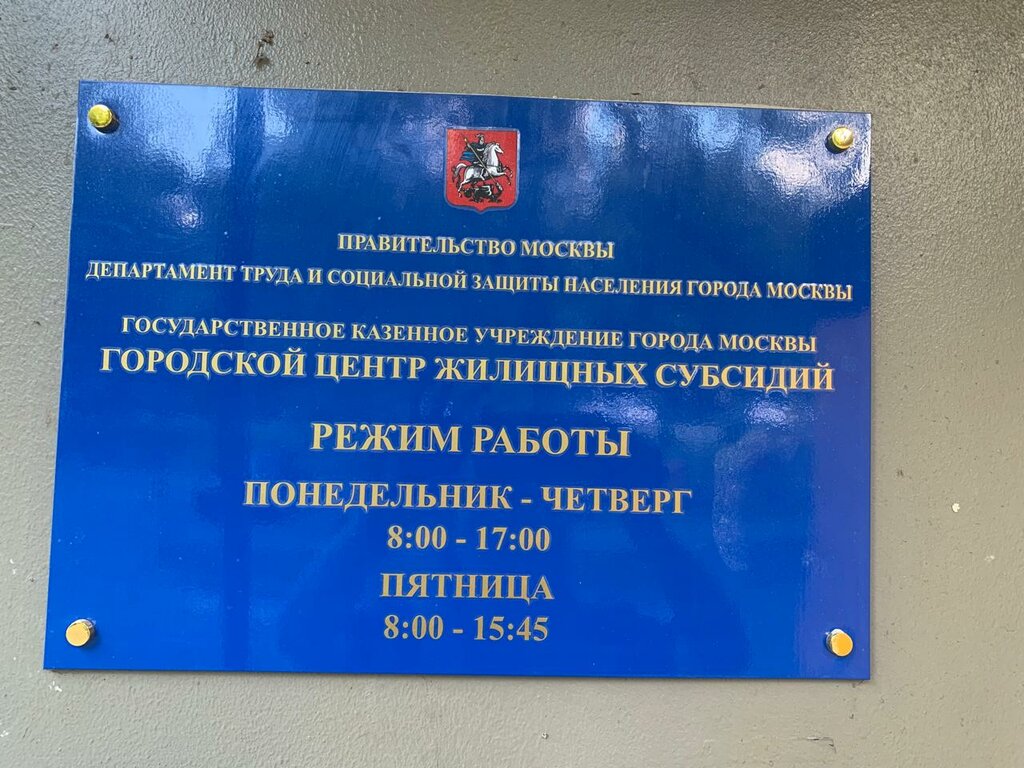 ПРАВИТЕЛЬСТВО МОСКВЫ
ДЕПАРТАМЕНТ ТРУДА И СОЦИАЛЬНОЙ ЗАЩИТЫ НАСЕЛЕНИЯ ГОРОДА МОСКВЫ
ГОСУДАРСТВЕННОЕ КАЗЕННОЕ УЧРЕЖДЕНИЕ ГОРОДА МОСКВЫ
ГОРОДСКОЙ ЦЕНТР ЖИЛИЩНЫХ СУБСИДИЙ
РЕЖИМ РАБОТЫ
ПОНЕДЕЛЬНИК - ЧЕТВЕРГ
8:00 - 17:00
ПЯТНИЦА
8:00 - 15:45